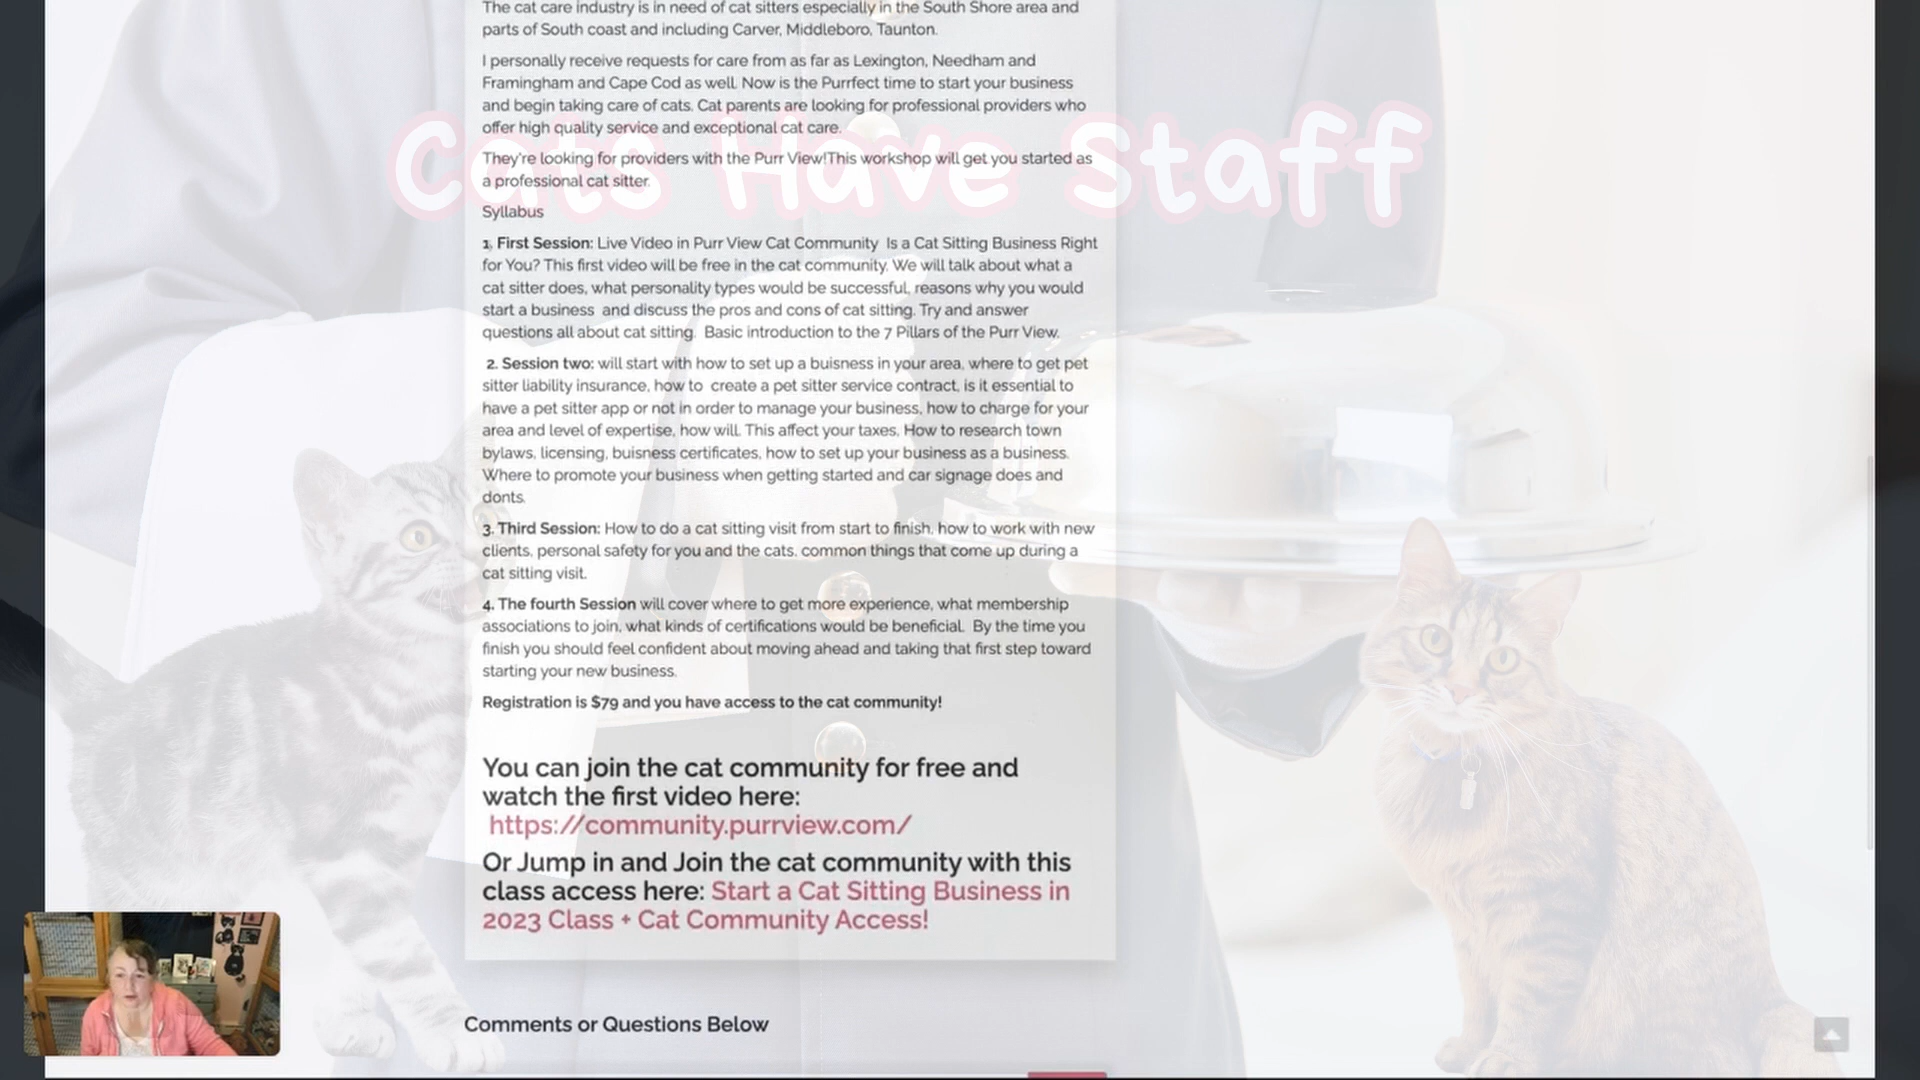 The cat care industry is in need of cat sitters especially in the South Shore area and
parts of South coast and including Carver, Middleboro, Taunton.
I personally receive requests for care from as far as Lexington, Needham and
Framingham and Cape Cod as well. Now is the Purrfect time to start your business
and begin taking care of cats. Cat parents are looking for professional providers who
offer high quality service and exceptional cat care.
Cats Have Staff
They're looking for providers with the Purr View!This workshop will get you started as
a professional cat sitter.
Syllabus
1. First Session: Live Video in Purr View Cat Community  Is a Cat Sitting Business Right
for You? This first video will be free in the cat community. We will talk about what a
cat sitter does, what personality types would be successful, reasons why you would
start a business  and discuss the pros and cons of cat sitting. Try and answer
questions all about cat sitting.  Basic introduction to the 7 Pillars of the Purr View.
2. Session two: will start with how to set up a buisness in your area, where to get pet
sitter liability insurance, how to  create a pet sitter service contract, is it essential to
have a pet sitter app or not in order to manage your business, how to charge for your
area and level of expertise, how will. This affect your taxes, How to research town
bylaws, licensing, buisness certificates, how to set up your business as a business.
Where to promote your business when getting started and car signage does and
donts.
3. Third Session: How to do a cat sitting visit from start to finish, how to work with new
clients, personal safety for you and the cats, common things that come up during a
cat sitting visit.
4. The fourth Session will cover where to get more experience, what membership
associations to join, what kinds of certifications would be beneficial.  By the time you
finish you should feel confident about moving ahead and taking that first step toward
starting your new business.
Registration is $79 and you have access to the cat community!
You can join the cat community for free and
watch the first video here:
https://community.purrview.com/
Or Jump in and Join the cat community with this
class access here: Start a Cat Sitting Business in
2023 Class + Cat Community Access!
Comments or Questions Below